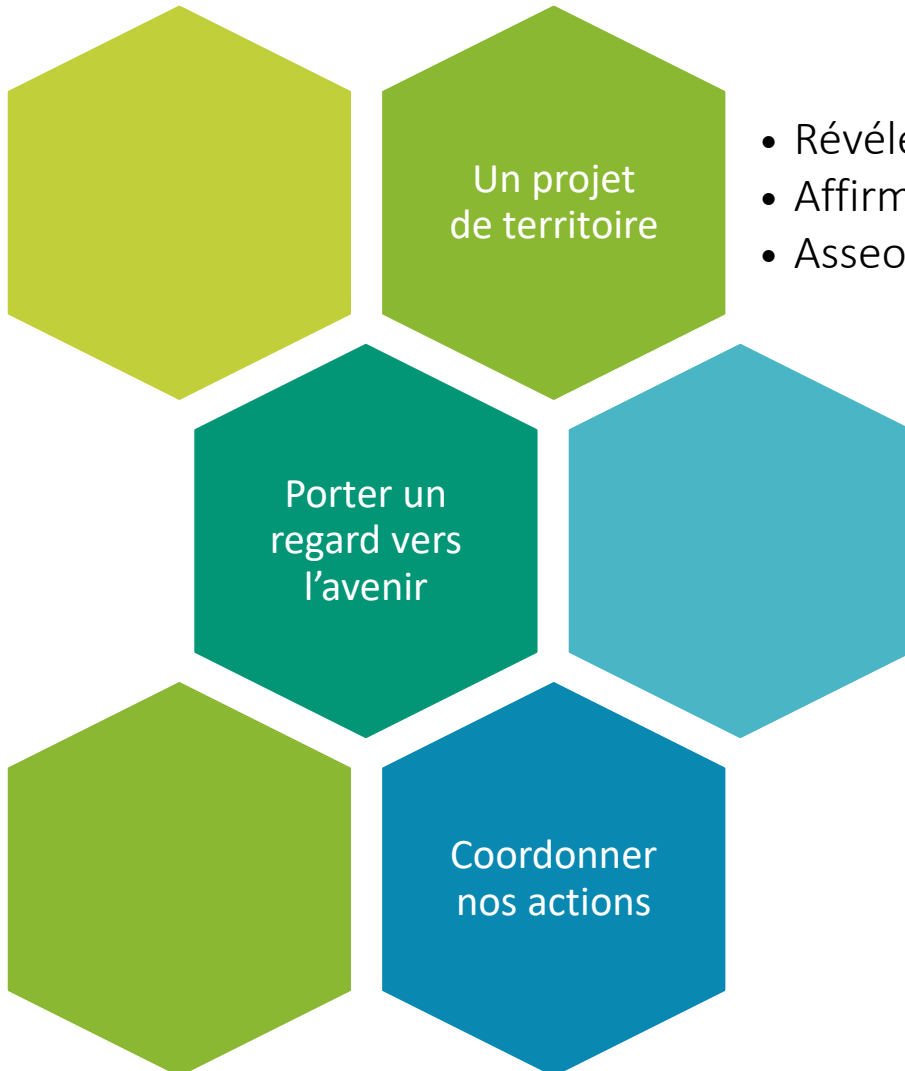 Un projet
de territoire
• Révéle
• Affirm
• Asseo
Porter un
regard vers
l’avenir
Coordonner
nos actions